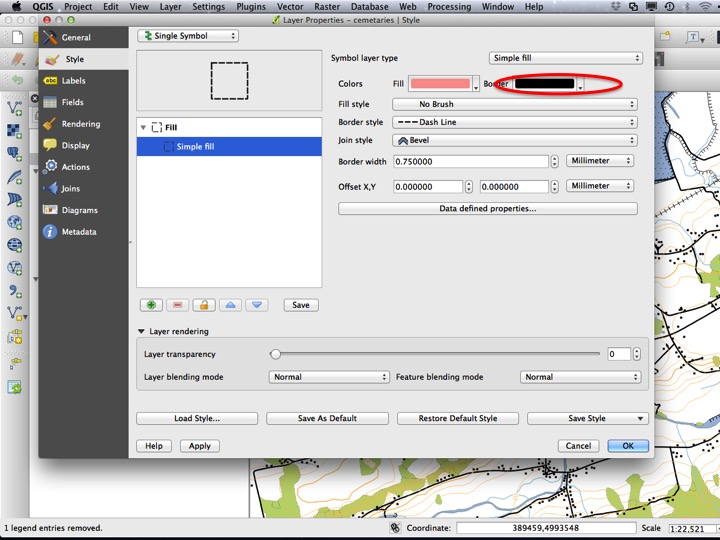 QGIS Project Edit View Layer Settings Plugins Vector Raster Database Web Processing Window Help
Layer Properties - cemetaries | Style
General
Style
abc Labels
Fields
Rendering
Display
Actions
Joins
Diagrams
Metadata
Single Symbol
Fill
Simple fill
Save
Symbol layer type Simple fill
Colors Fill Border
Fill style No Brush
Border style Dash Line
Join style Bevel
Border width 0.750000 Millimeter
Offset X,Y 0.000000 0.000000 Millimeter
Data defined properties...
Layer rendering
Layer transparency 0
Layer blending mode Normal Feature blending mode Normal
Load Style... Save As Default Restore Default Style Save Style
Help Apply Cancel OK
1 legend entries removed. Coordinate: 389459,4993548 Scale 1:22,521